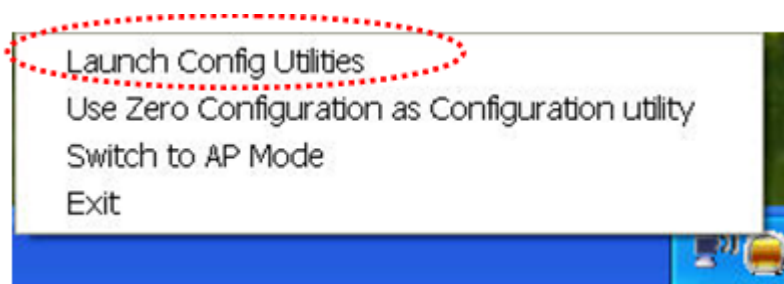 Launch Config Utilities
Use Zero Configuration as Configuration utility
Switch to AP Mode
Exit